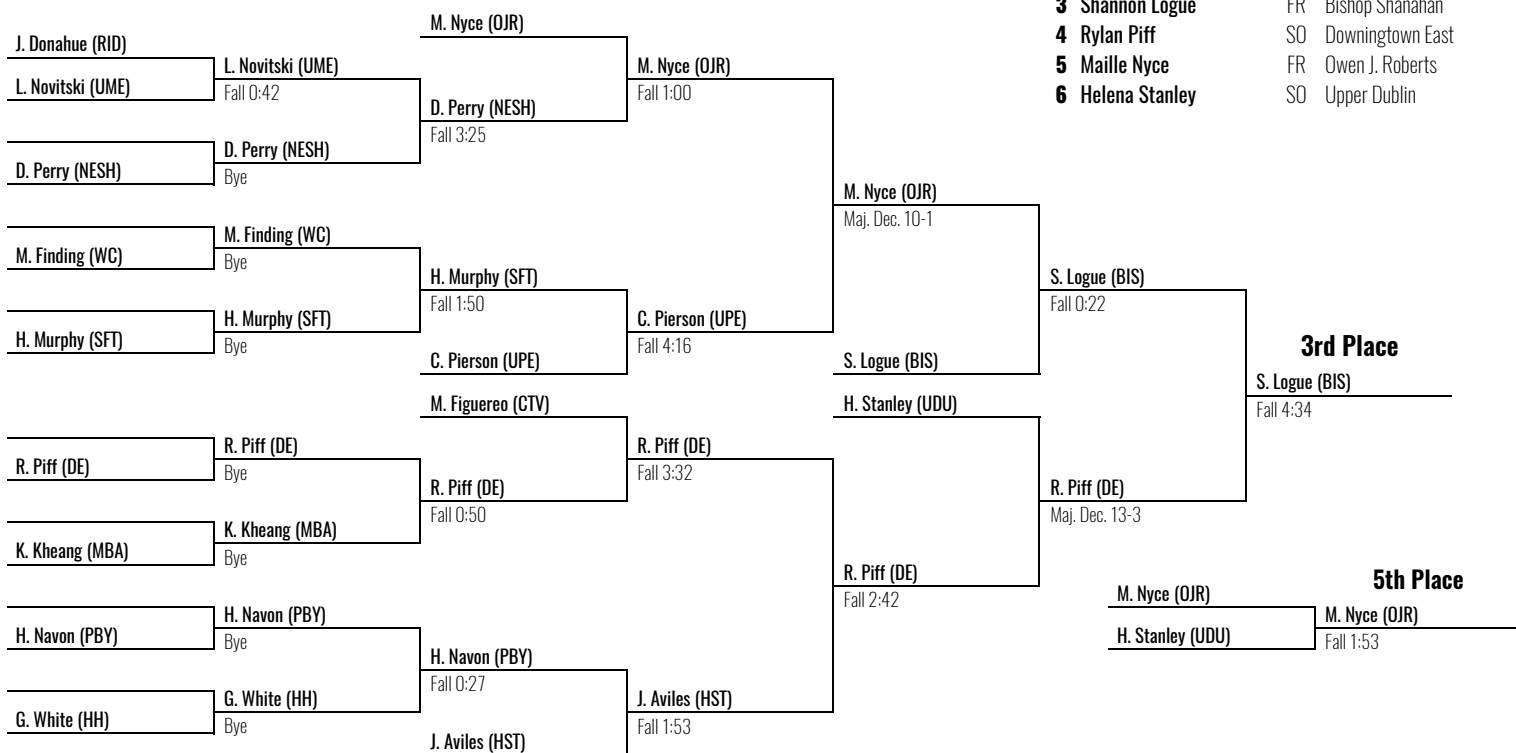 J. Donahue (RID)
L. Novitski (UME)
D. Perry (NESH)
M. Finding (WC)
H. Murphy (SFT)
R. Piff (DE)
K. Kheang (MBA)
H. Navon (PBY)
G. White (HH)
L. Novitski (UME)
Fall 0:42
D. Perry (NESH)
Bye
M. Finding (WC)
Bye
H. Murphy (SFT)
Bye
R. Piff (DE)
Bye
K. Kheang (MBA)
Bye
H. Navon (PBY)
Bye
G. White (HH)
Bye
M. Nyce (OJR)
D. Perry (NESH)
Fall 3:25
H. Murphy (SFT)
Fall 1:50
C. Pierson (UPE)
M. Figuereo (CTV)
R. Piff (DE)
Fall 0:50
H. Navon (PBY)
Fall 0:27
J. Aviles (HST)
M. Nyce (OJR)
Fall 1:00
C. Pierson (UPE)
Fall 4:16
R. Piff (DE)
Fall 3:32
J. Aviles (HST)
Fall 1:53
M. Nyce (OJR)
Maj. Dec. 10-1
S. Logue (BIS)
H. Stanley (UDU)
R. Piff (DE)
Fall 2:42
S. Logue (BIS)
Fall 0:22
R. Piff (DE)
Maj. Dec. 13-3
3rd Place
S. Logue (BIS)
Fall 4:34
5th Place
M. Nyce (OJR)
H. Stanley (UDU)
M. Nyce (OJR)
Fall 1:53
3 Shannon Logue FR Bishop Shanahan
4 Rylan Piff SO Downingtown East
5 Maille Nyce FR Owen J. Roberts
6 Helena Stanley SO Upper Dublin